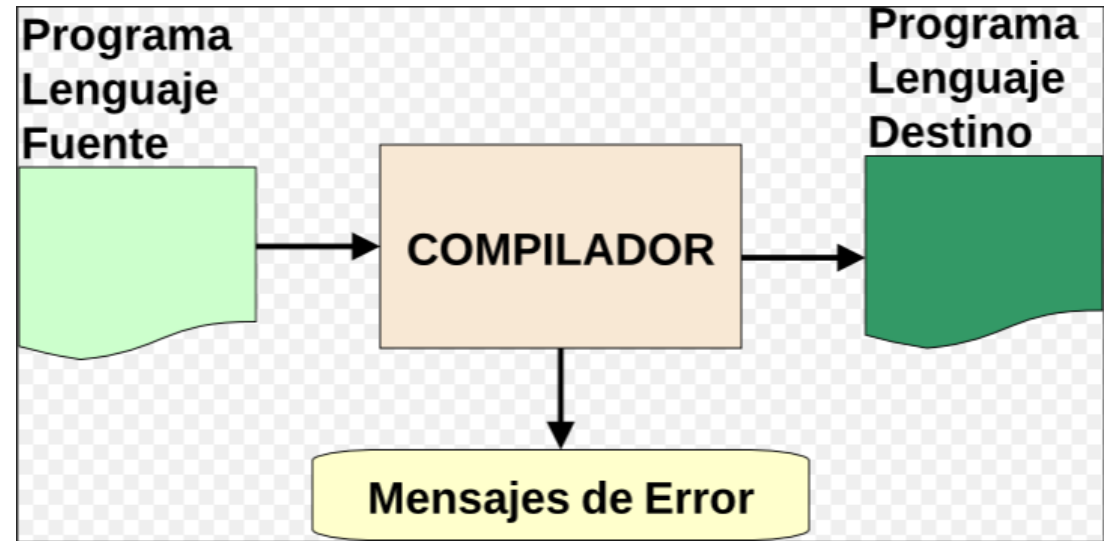 Programa
Lenguaje
Fuente
COMPILADOR
Programa
Lenguaje
Destino
Mensajes de Error